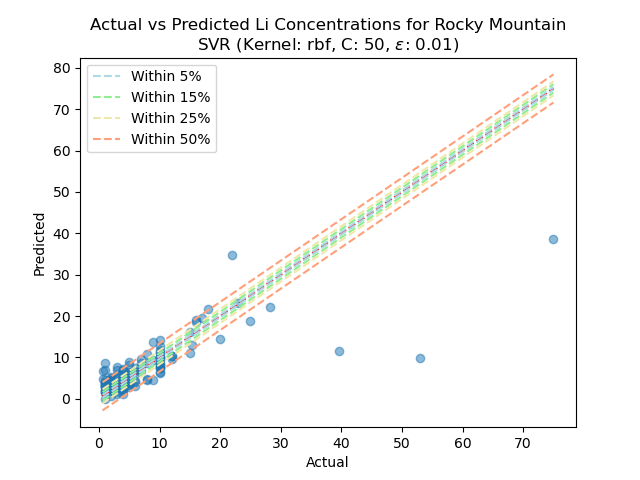 Actual vs Predicted Li Concentrations for Rocky Mountain
SVR (Kernel: rbf, C: 50, ε: 0.01)
Within 5%
Within 15%
Within 25%
Within 50%
80
70
60
50
40
30
20
10
0
Predicted
0 10 20 30 40 50 60 70
Actual